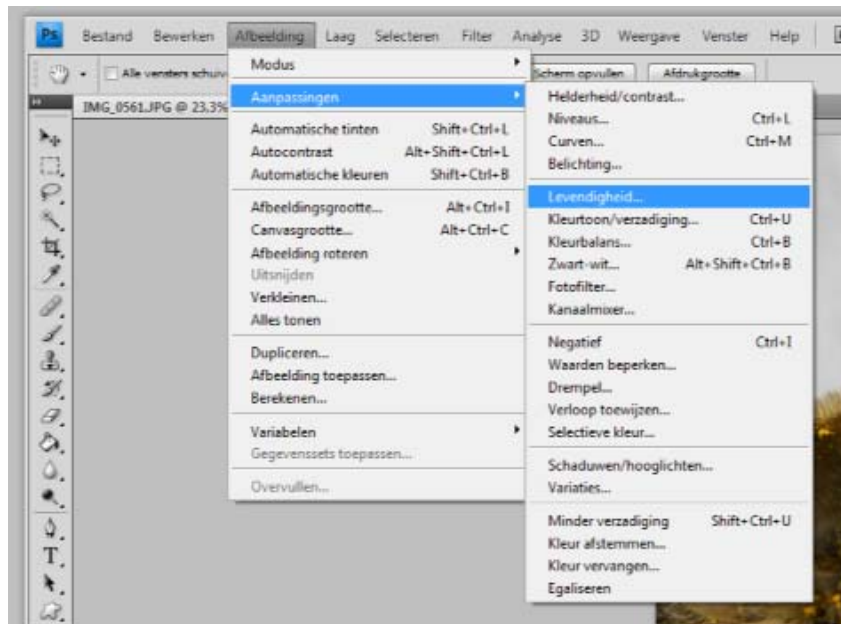 Ps Bestand Bewerken Afbeelding Laag Selecteren Filter Analyse 3D Weergave Venster Help
Alle vensters schuiv
Scherm opvullen Afdrukgrootte
IMG_0561.JPG @ 23,3%
Modus
Aanpassingen
Automatische tinten Shift+Ctrl+L
Autocontrast Alt+Shift+Ctrl+L
Automatische kleuren Shift+Ctrl+B
Afbeeldingsgrootte... Alt+Ctrl+I
Canvasgrootte... Alt+Ctrl+C
Afbeelding roteren
Uitsnijden
Verkleinen...
Alles tonen
Dupliceren...
Afbeelding toepassen...
Berekenen...
Variabelen
Gegevenssets toepassen...
Overvullen...
Helderheid/contrast...
Niveaus... Ctrl+L
Curven... Ctrl+M
Belichting...
Levendigheid...
Kleurtoon/verzadiging... Ctrl+U
Kleurbalans... Ctrl+B
Zwart-wit... Alt+Shift+Ctrl+B
Fotofilter...
Kanaalmixer...
Negatief Ctrl+I
Waarden beperken...
Drempel...
Verloop toewijzen...
Selectieve kleur...
Schaduwen/hooglichten...
Variaties...
Minder verzadiging Shift+Ctrl+U
Kleur afstemmen...
Kleur vervangen...
Egaliseren
T